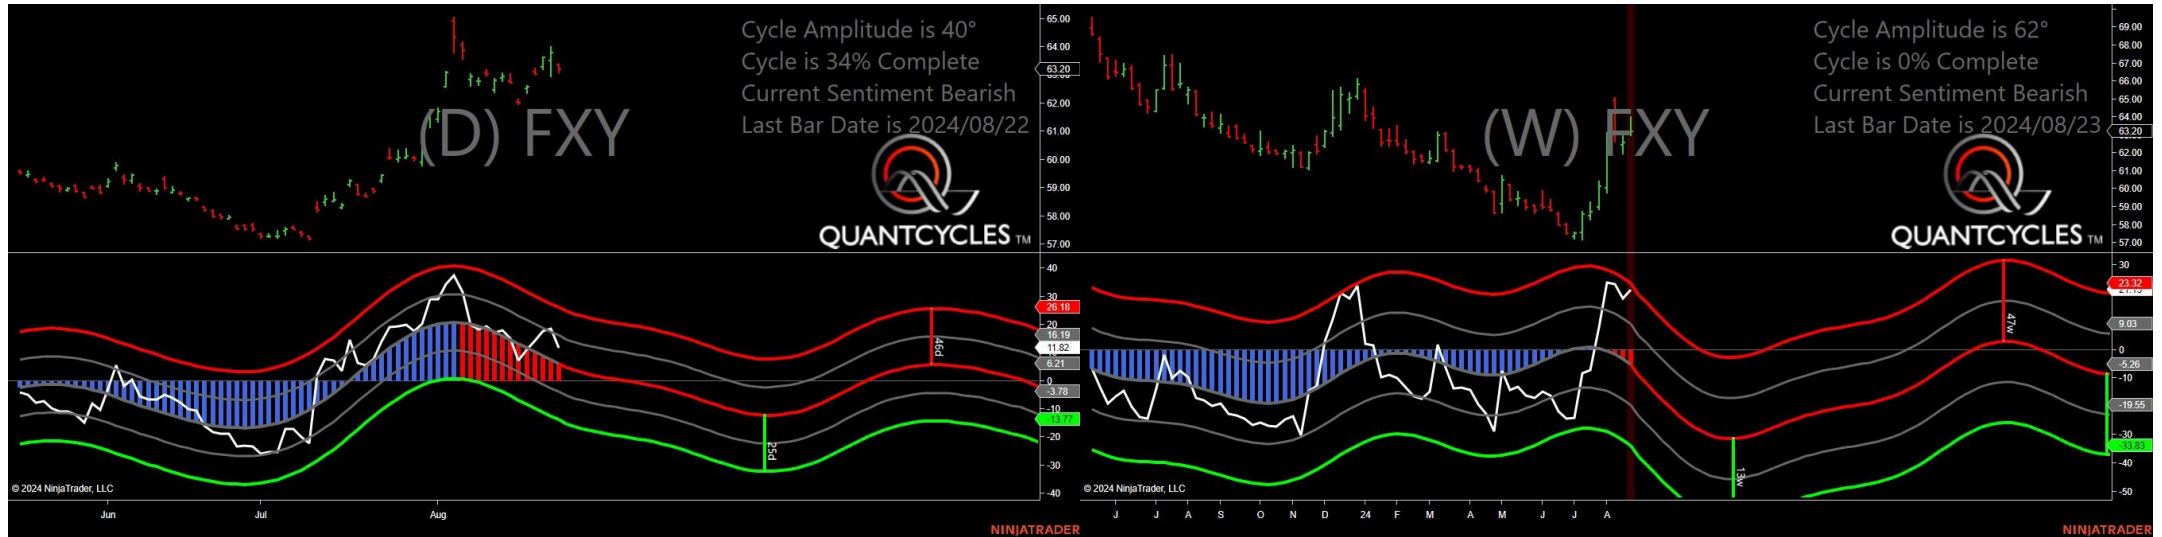 Cycle Amplitude is 40°
Cycle is 34% Complete
Current Sentiment Bearish
Last Bar Date is 2024/08/22
(D) FXY
QUANTCYCLES TM
65.00
64.00
63.20
62.00
61.00
60.00
59.00
58.00
57.00
40
30
26.18
20
16.19
11.82
6.21
0
-3.78
-10
-13.77
-20
-30
-40
46d
25d
© 2024 NinjaTrader, LLC
Jun Jul Aug
NINJATRADER
Cycle Amplitude is 62°
Cycle is 0% Complete
Current Sentiment Bearish
Last Bar Date is 2024/08/23
(W) FXY
QUANTCYCLES TM
69.00
68.00
67.00
66.00
65.00
64.00
63.20
62.00
61.00
60.00
59.00
58.00
57.00
30
23.32
9.03
0
-5.26
-10
-19.55
-30
-33.83
-40
-50
47w
13w
© 2024 NinjaTrader, LLC
J J A S O N D 24 F M A M J J A
NINJATRADER